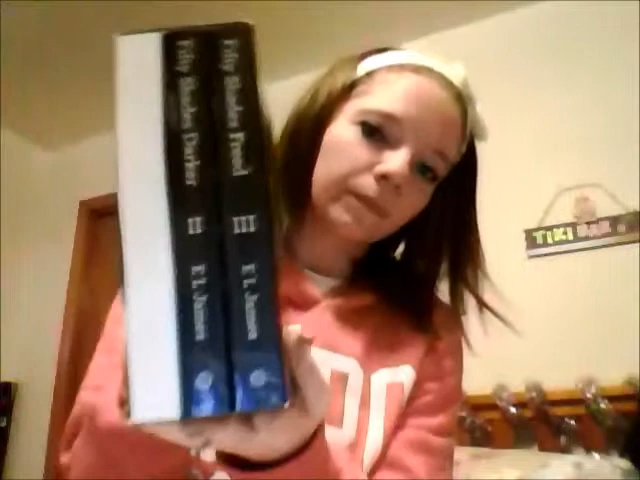 Fifty Shades Darker II E L James
Fifty Shades Freed III E L James
TIKI BAR